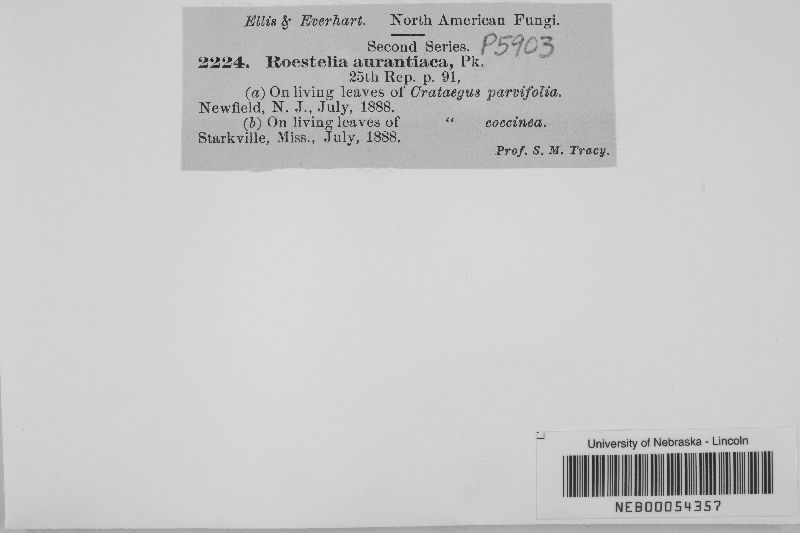 Ellis & Everhart. North American Fungi.
Second Series. P5903
2224. Roestelia aurantiaca, Pk.
25th Rep. p. 91,
(a) On living leaves of Crataegus parvifolia.
Newfield, N. J., July, 1888.
(b) On living leaves of " coccinea.
Starkville, Miss., July, 1888.
Prof. S. M. Tracy.
University of Nebraska - Lincoln
NEB00054357